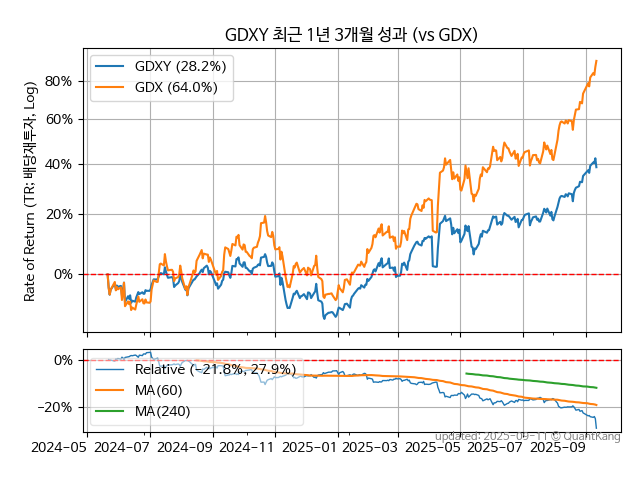 GDXY 최근 1년 3개월 성과 (vs GDX)
Rate of Return (TR: 배당재투자, Log)
GDXY (28.2%)
GDX (64.0%)
80%
60%
40%
20%
0%
0%
−20%
Relative (−21.8%, 27.9%)
MA(60)
MA(240)
updated: 2025-09-11 © QuantKang
2024-05 2024-07 2024-09 2024-11 2025-01 2025-03 2025-05 2025-07 2025-09